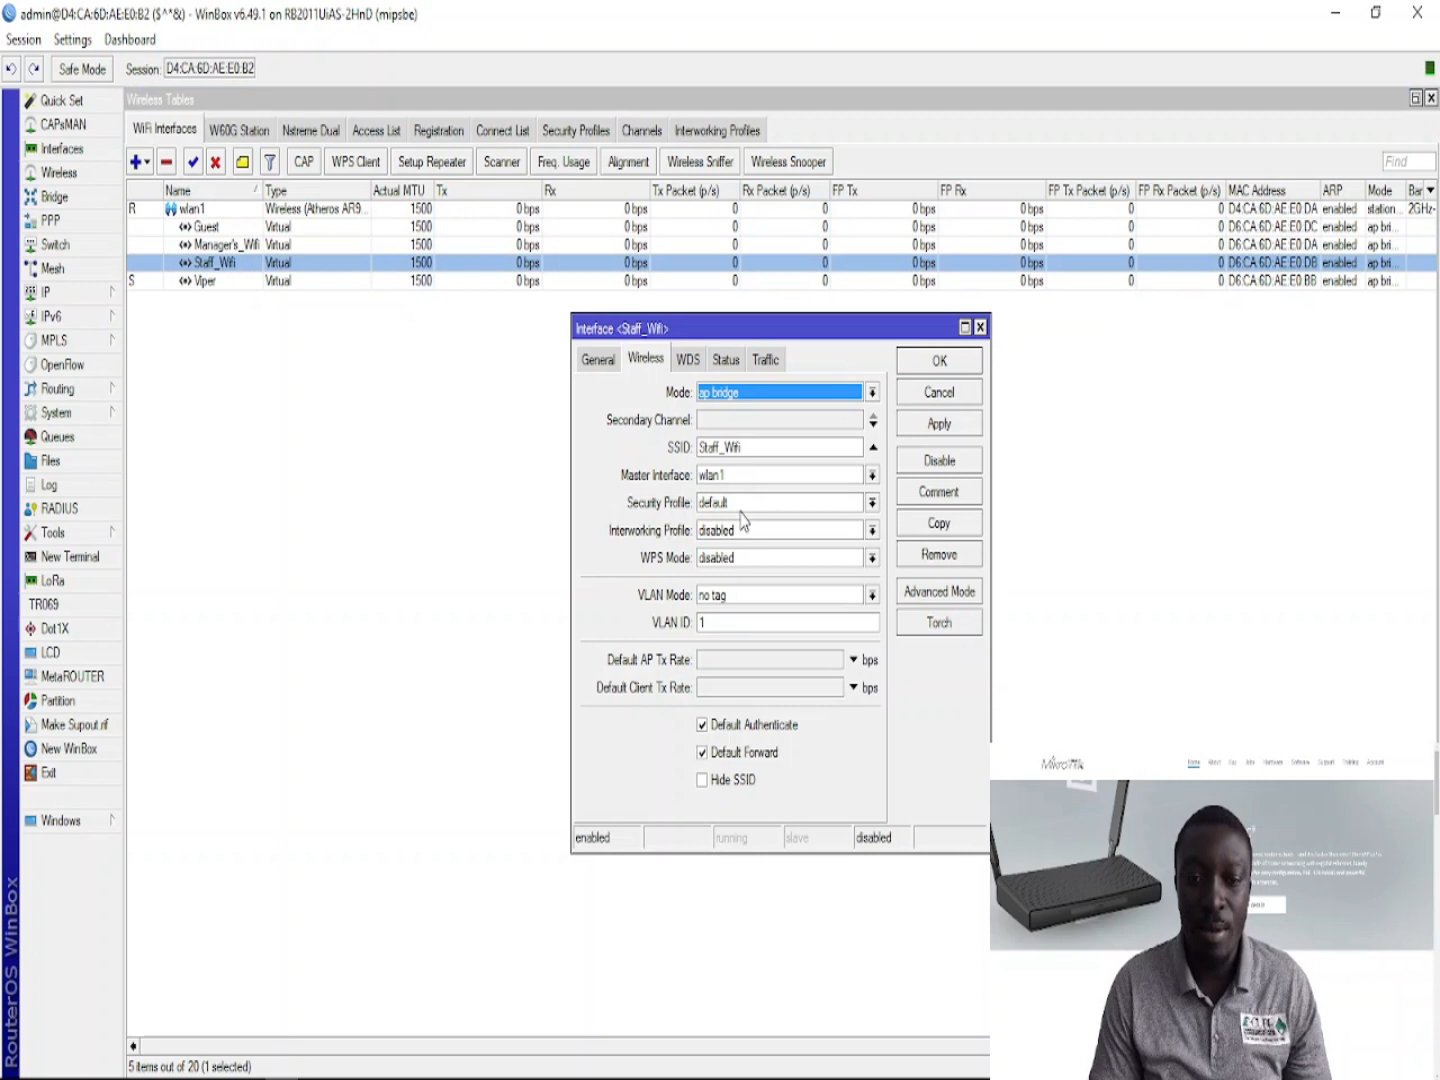 admin@D4:CA:6D:AE:E0:B2 ($^*&) - WinBox v6.49.1 on RB2011UiAS-2HnD (mipsbe)
Session Settings Dashboard
Safe Mode Session: D4:CA:6D:AE:E0:B2
Quick Set
CAPsMAN
Interfaces
Wireless
Bridge
PPP
Switch
Mesh
IP
IPv6
MPLS
OpenFlow
Routing
System
Queues
Files
Log
RADIUS
Tools
New Terminal
LoRa
TR069
Dot1X
LCD
MetaROUTER
Partition
Make Supout.rif
New WinBox
Exit
Windows
RouterOS WinBox
Wireless Tables
WiFi Interfaces W60G Station Nstreme Dual Access List Registration Connect List Security Profiles Channels Interworking Profiles
CAP WPS Client Setup Repeater Scanner Freq. Usage Alignment Wireless Sniffer Wireless Snooper Find
Name Type Actual MTU Tx Rx Tx Packet (p/s) Rx Packet (p/s) FP Tx FP Rx FP Tx Packet (p/s) FP Rx Packet (p/s) MAC Address ARP Mode Bar
R wlan1 Wireless (Atheros AR9... 1500 0 bps 0 bps 0 0 0 bps 0 bps 0 0 D4:CA:6D:AE:E0:DA enabled station... 2GHz-
Guest Virtual 1500 0 bps 0 bps 0 0 0 bps 0 bps 0 0 D6:CA:6D:AE:E0:DC enabled ap bri...
Manager's_Wifi Virtual 1500 0 bps 0 bps 0 0 0 bps 0 bps 0 0 D6:CA:6D:AE:E0:DA enabled ap bri...
Staff_Wifi Virtual 1500 0 bps 0 bps 0 0 0 bps 0 bps 0 0 D6:CA:6D:AE:E0:DB enabled ap bri...
S Viper Virtual 1500 0 bps 0 bps 0 0 0 bps 0 bps 0 0 D6:CA:6D:AE:E0:BB enabled ap bri...
Interface <Staff_Wifi>
General Wireless WDS Status Traffic
Mode: ap bridge
Secondary Channel:
SSID: Staff_Wifi
Master Interface: wlan1
Security Profile: default
Interworking Profile: disabled
WPS Mode: disabled
VLAN Mode: no tag
VLAN ID: 1
Default AP Tx Rate: bps
Default Client Tx Rate: bps
Default Authenticate
Default Forward
Hide SSID
OK
Cancel
Apply
Disable
Comment
Copy
Remove
Advanced Mode
Torch
enabled running slave disabled
MikroTik
Home About Buy Jobs Hardware Software Support Training Account
5 items out of 20 (1 selected)